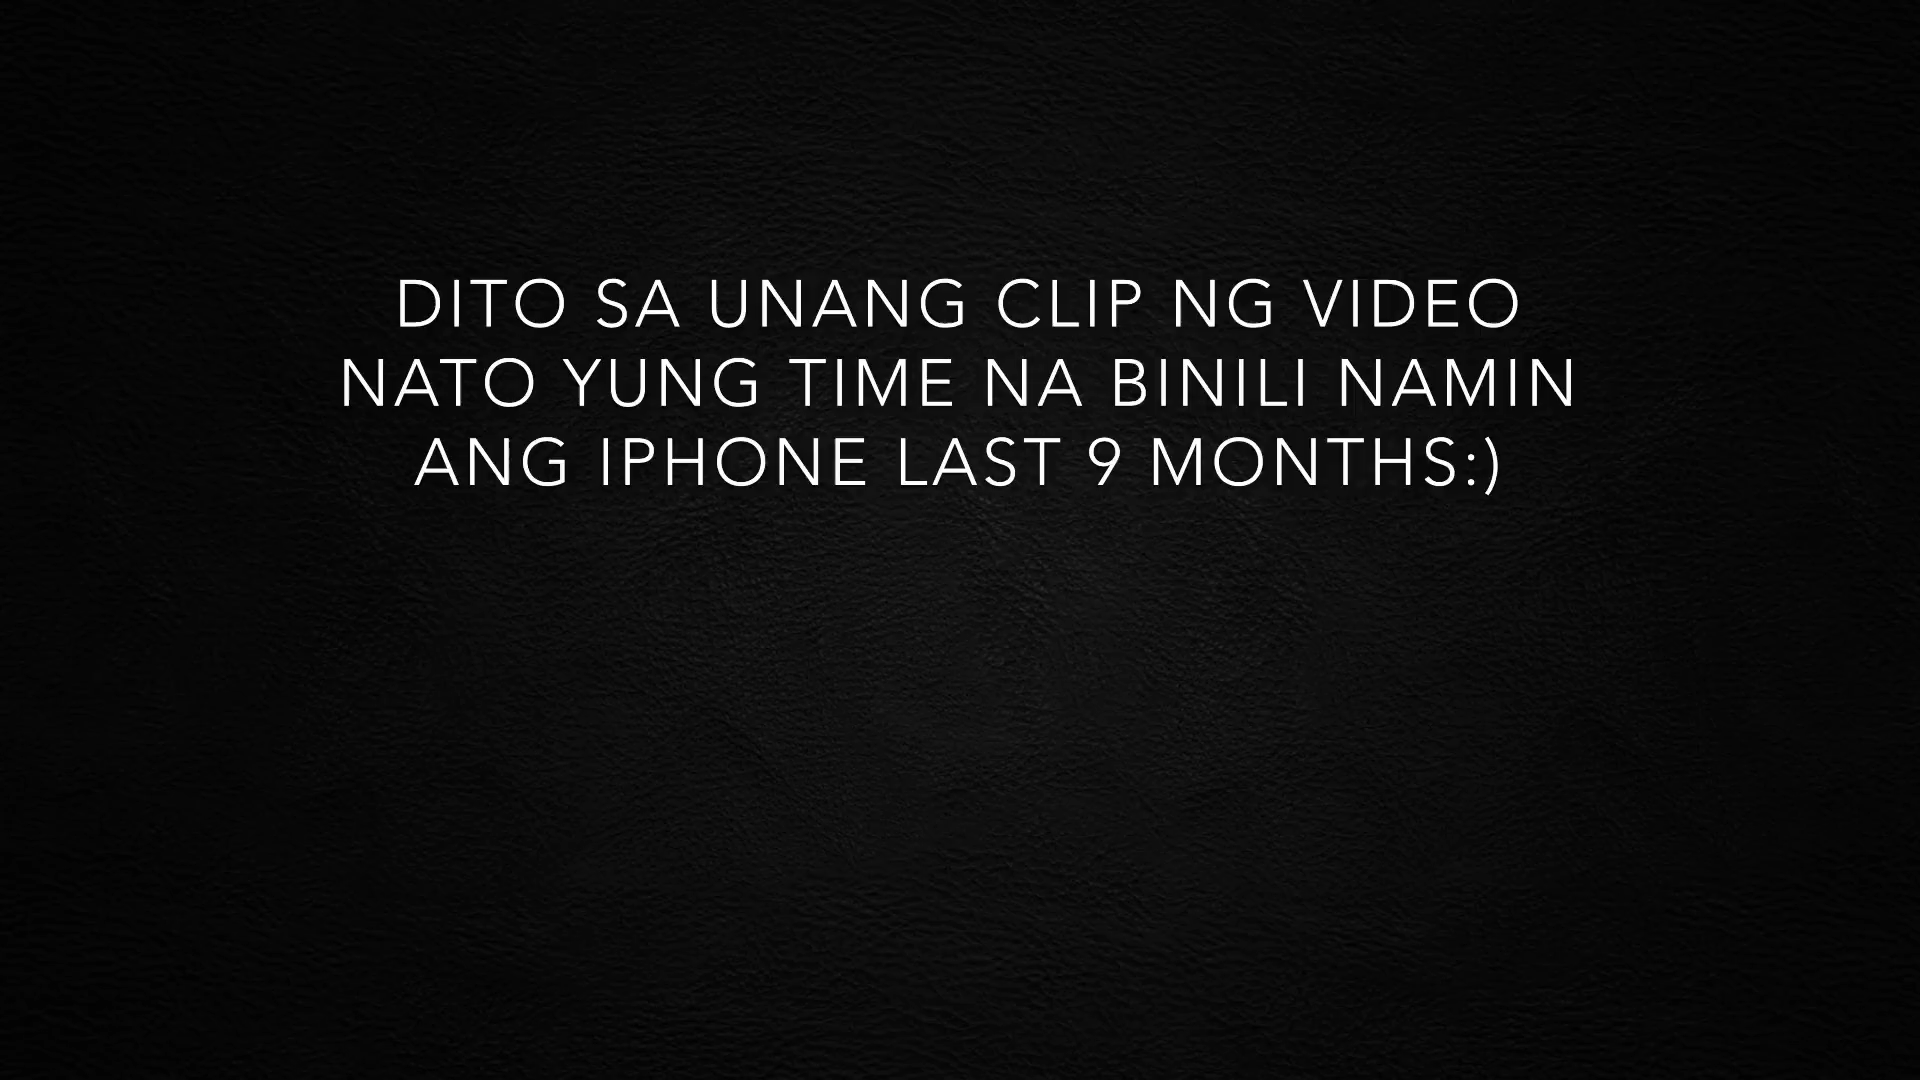 DITO SA UNANG CLIP NG VIDEO
NATO YUNG TIME NA BINILI NAMIN
ANG IPHONE LAST 9 MONTHS:)